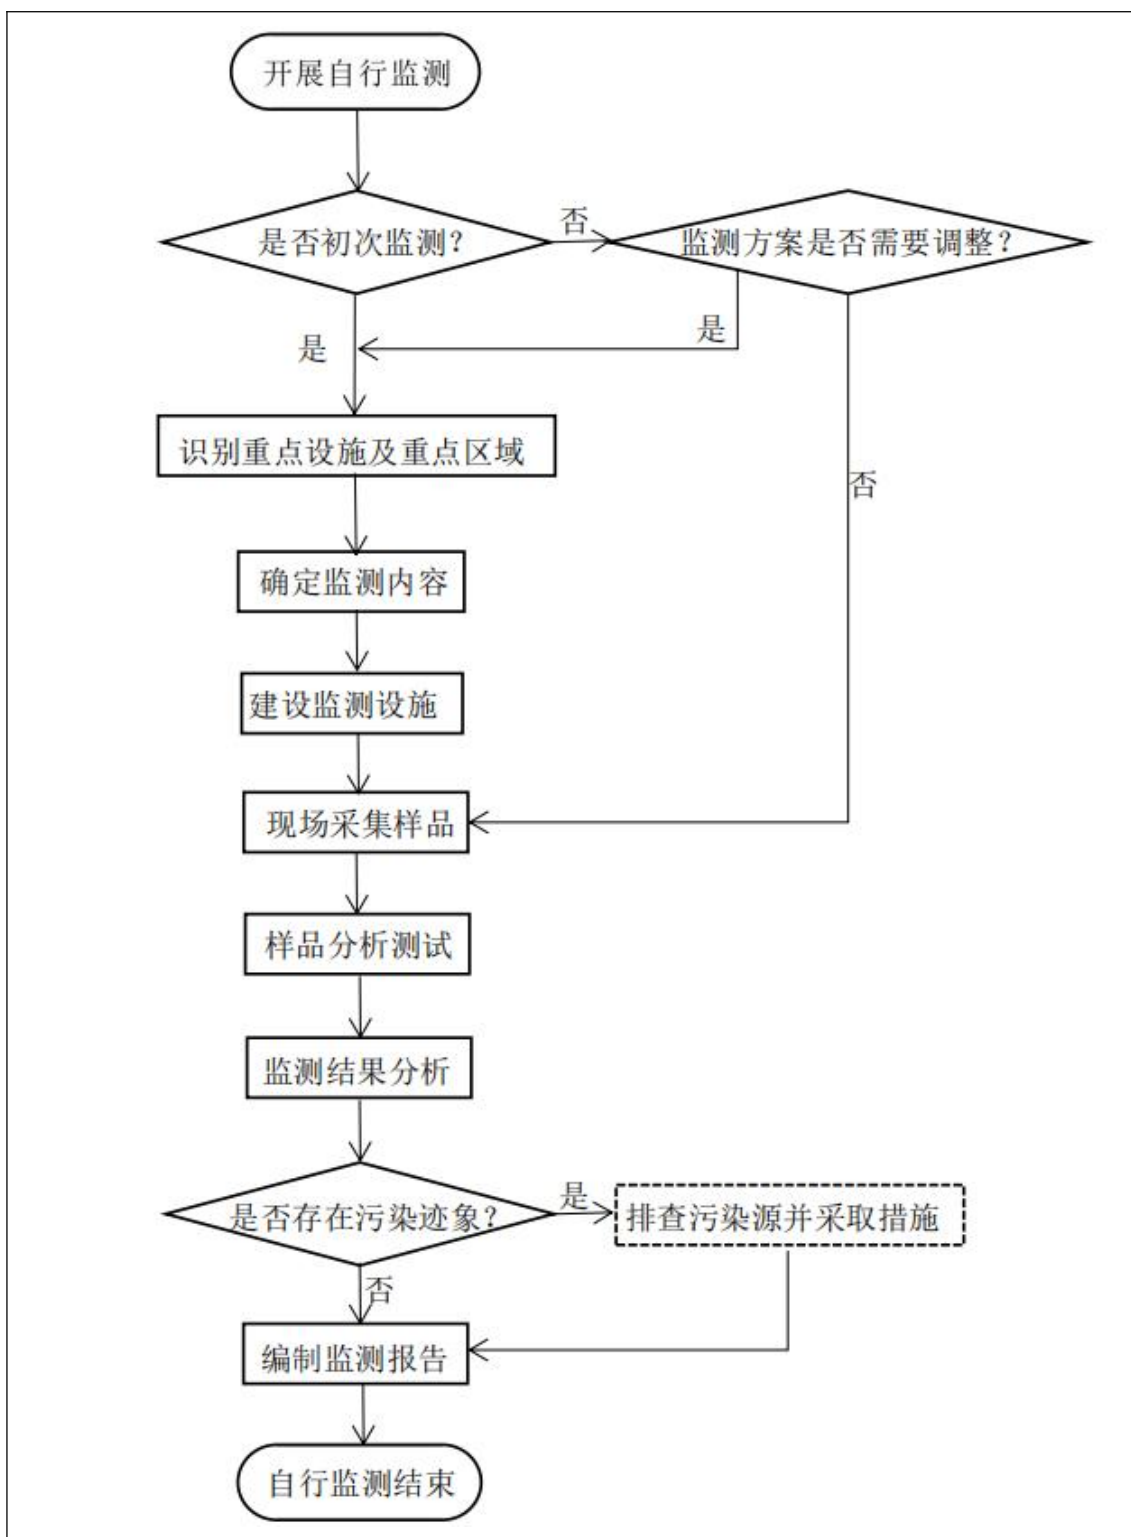 开展自行监测
是否初次监测？
否
监测方案是否需要调整？
是
是
识别重点设施及重点区域
否
确定监测内容
建设监测设施
现场采集样品
样品分析测试
监测结果分析
是否存在污染迹象？
是
排查污染源并采取措施
否
编制监测报告
自行监测结束